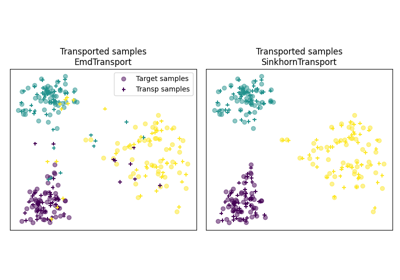 Transported samples
EmdTransport
Target samples
Transp samples
Transported samples
SinkhornTransport